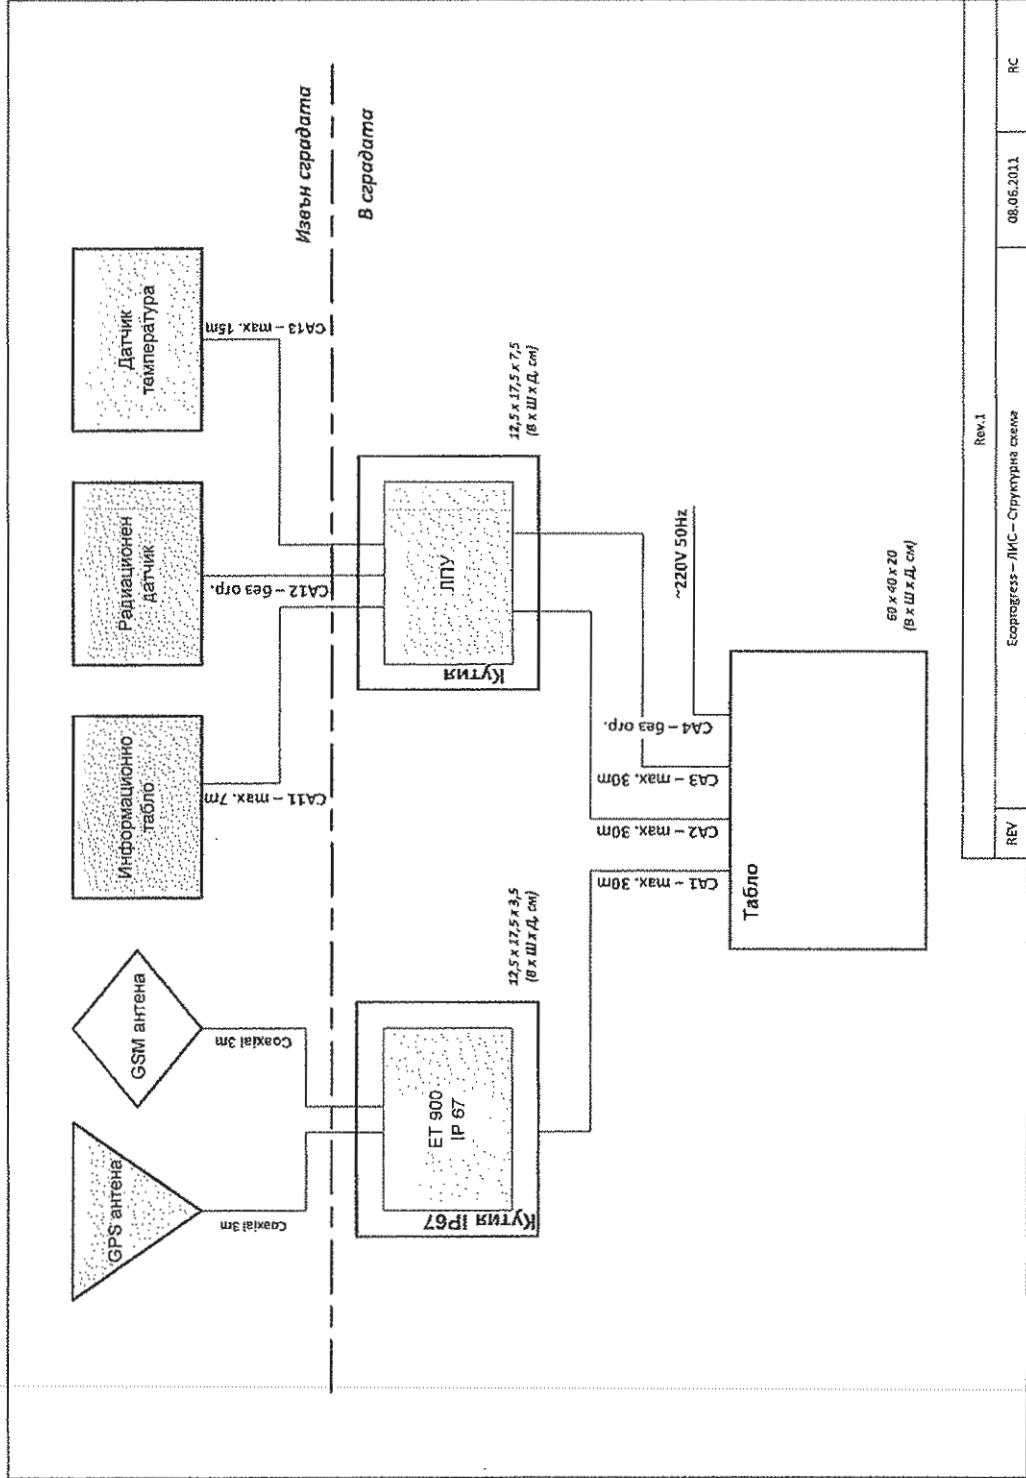 GPS антена
GSM антена
Информационно
табло
Радиационен
датчик
Датчик
температура
Coaxial 3m
Coaxial 3m
CA11 – max. 7m
CA12 – без огр.
CA13 – max. 15m
Извън сградата
В сградата
Кутия IP67
ET 900
IP 67
12,5 x 17,5 x 3,5
(В x Ш x Д, см)
Кутия
ЛПУ
12,5 x 17,5 x 7,5
(В x Ш x Д, см)
CA1 – max. 30m
CA2 – max. 30m
CA3 – max. 30m
CA4 – без огр.
~220V 50Hz
Табло
60 x 40 x 20
(В x Ш x Д, см)
Rev.1
REV
Ecoprogress – ЛИС – Структурна схема
08.06.2011
RC